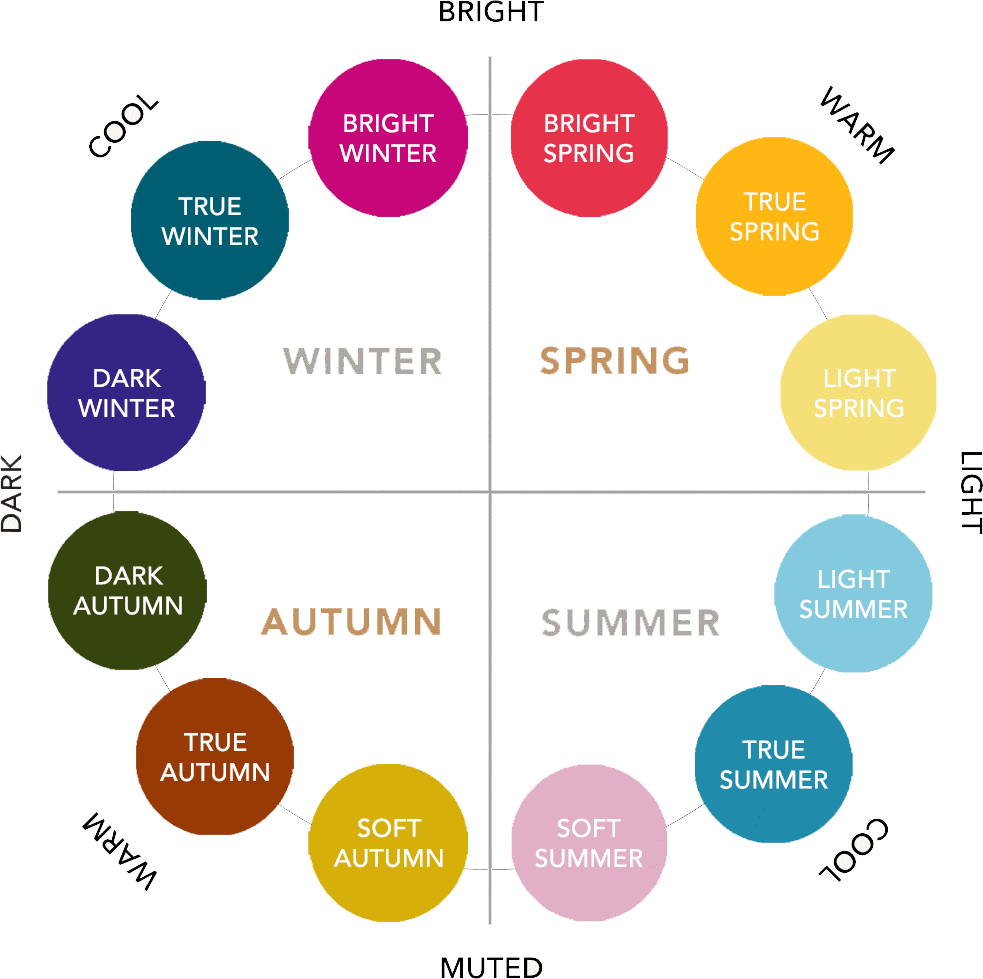 BRIGHT
COOL
WARM
BRIGHT
WINTER
BRIGHT
SPRING
TRUE
WINTER
TRUE
SPRING
DARK
WINTER
WINTER
SPRING
LIGHT
SPRING
DARK
LIGHT
DARK
AUTUMN
AUTUMN
SUMMER
LIGHT
SUMMER
TRUE
AUTUMN
TRUE
SUMMER
WARM
SOFT
AUTUMN
SOFT
SUMMER
COOL
MUTED